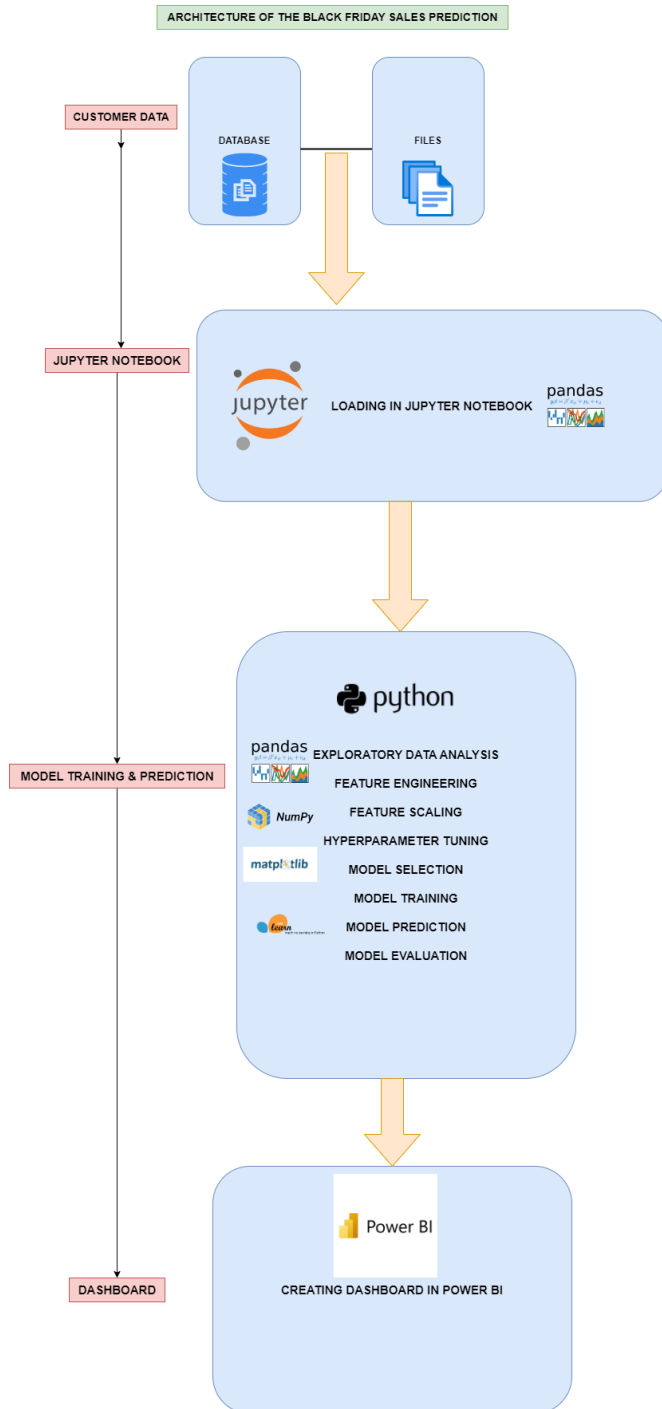 ARCHITECTURE OF THE BLACK FRIDAY SALES PREDICTION
CUSTOMER DATA
DATABASE
FILES
JUPYTER NOTEBOOK
jupyter
LOADING IN JUPYTER NOTEBOOK
pandas
python
pandas
EXPLORATORY DATA ANALYSIS
MODEL TRAINING & PREDICTION
FEATURE ENGINEERING
FEATURE SCALING
NumPy
HYPERPARAMETER TUNING
matplotlib
MODEL SELECTION
MODEL TRAINING
learn
MODEL PREDICTION
MODEL EVALUATION
Power BI
DASHBOARD
CREATING DASHBOARD IN POWER BI